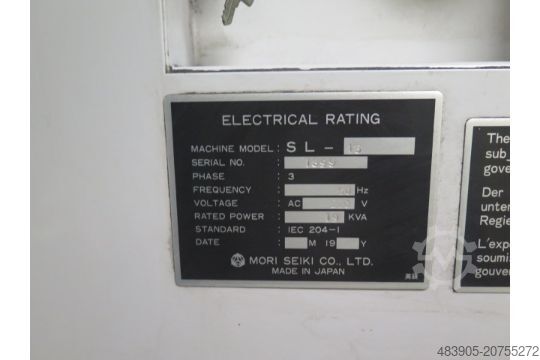 ELECTRICAL RATING
MACHINE MODEL : SL-15
SERIAL NO. :
PHASE : 3
FREQUENCY : Hz
VOLTAGE : AC V
RATED POWER : KVA
STANDARD : IEC 204-1
DATE : M 19 Y
MORI SEIKI CO., LTD.
MADE IN JAPAN
The
sub
gove
Der
unter
Regie
L'exp
soumi
gouver
483905-20755272